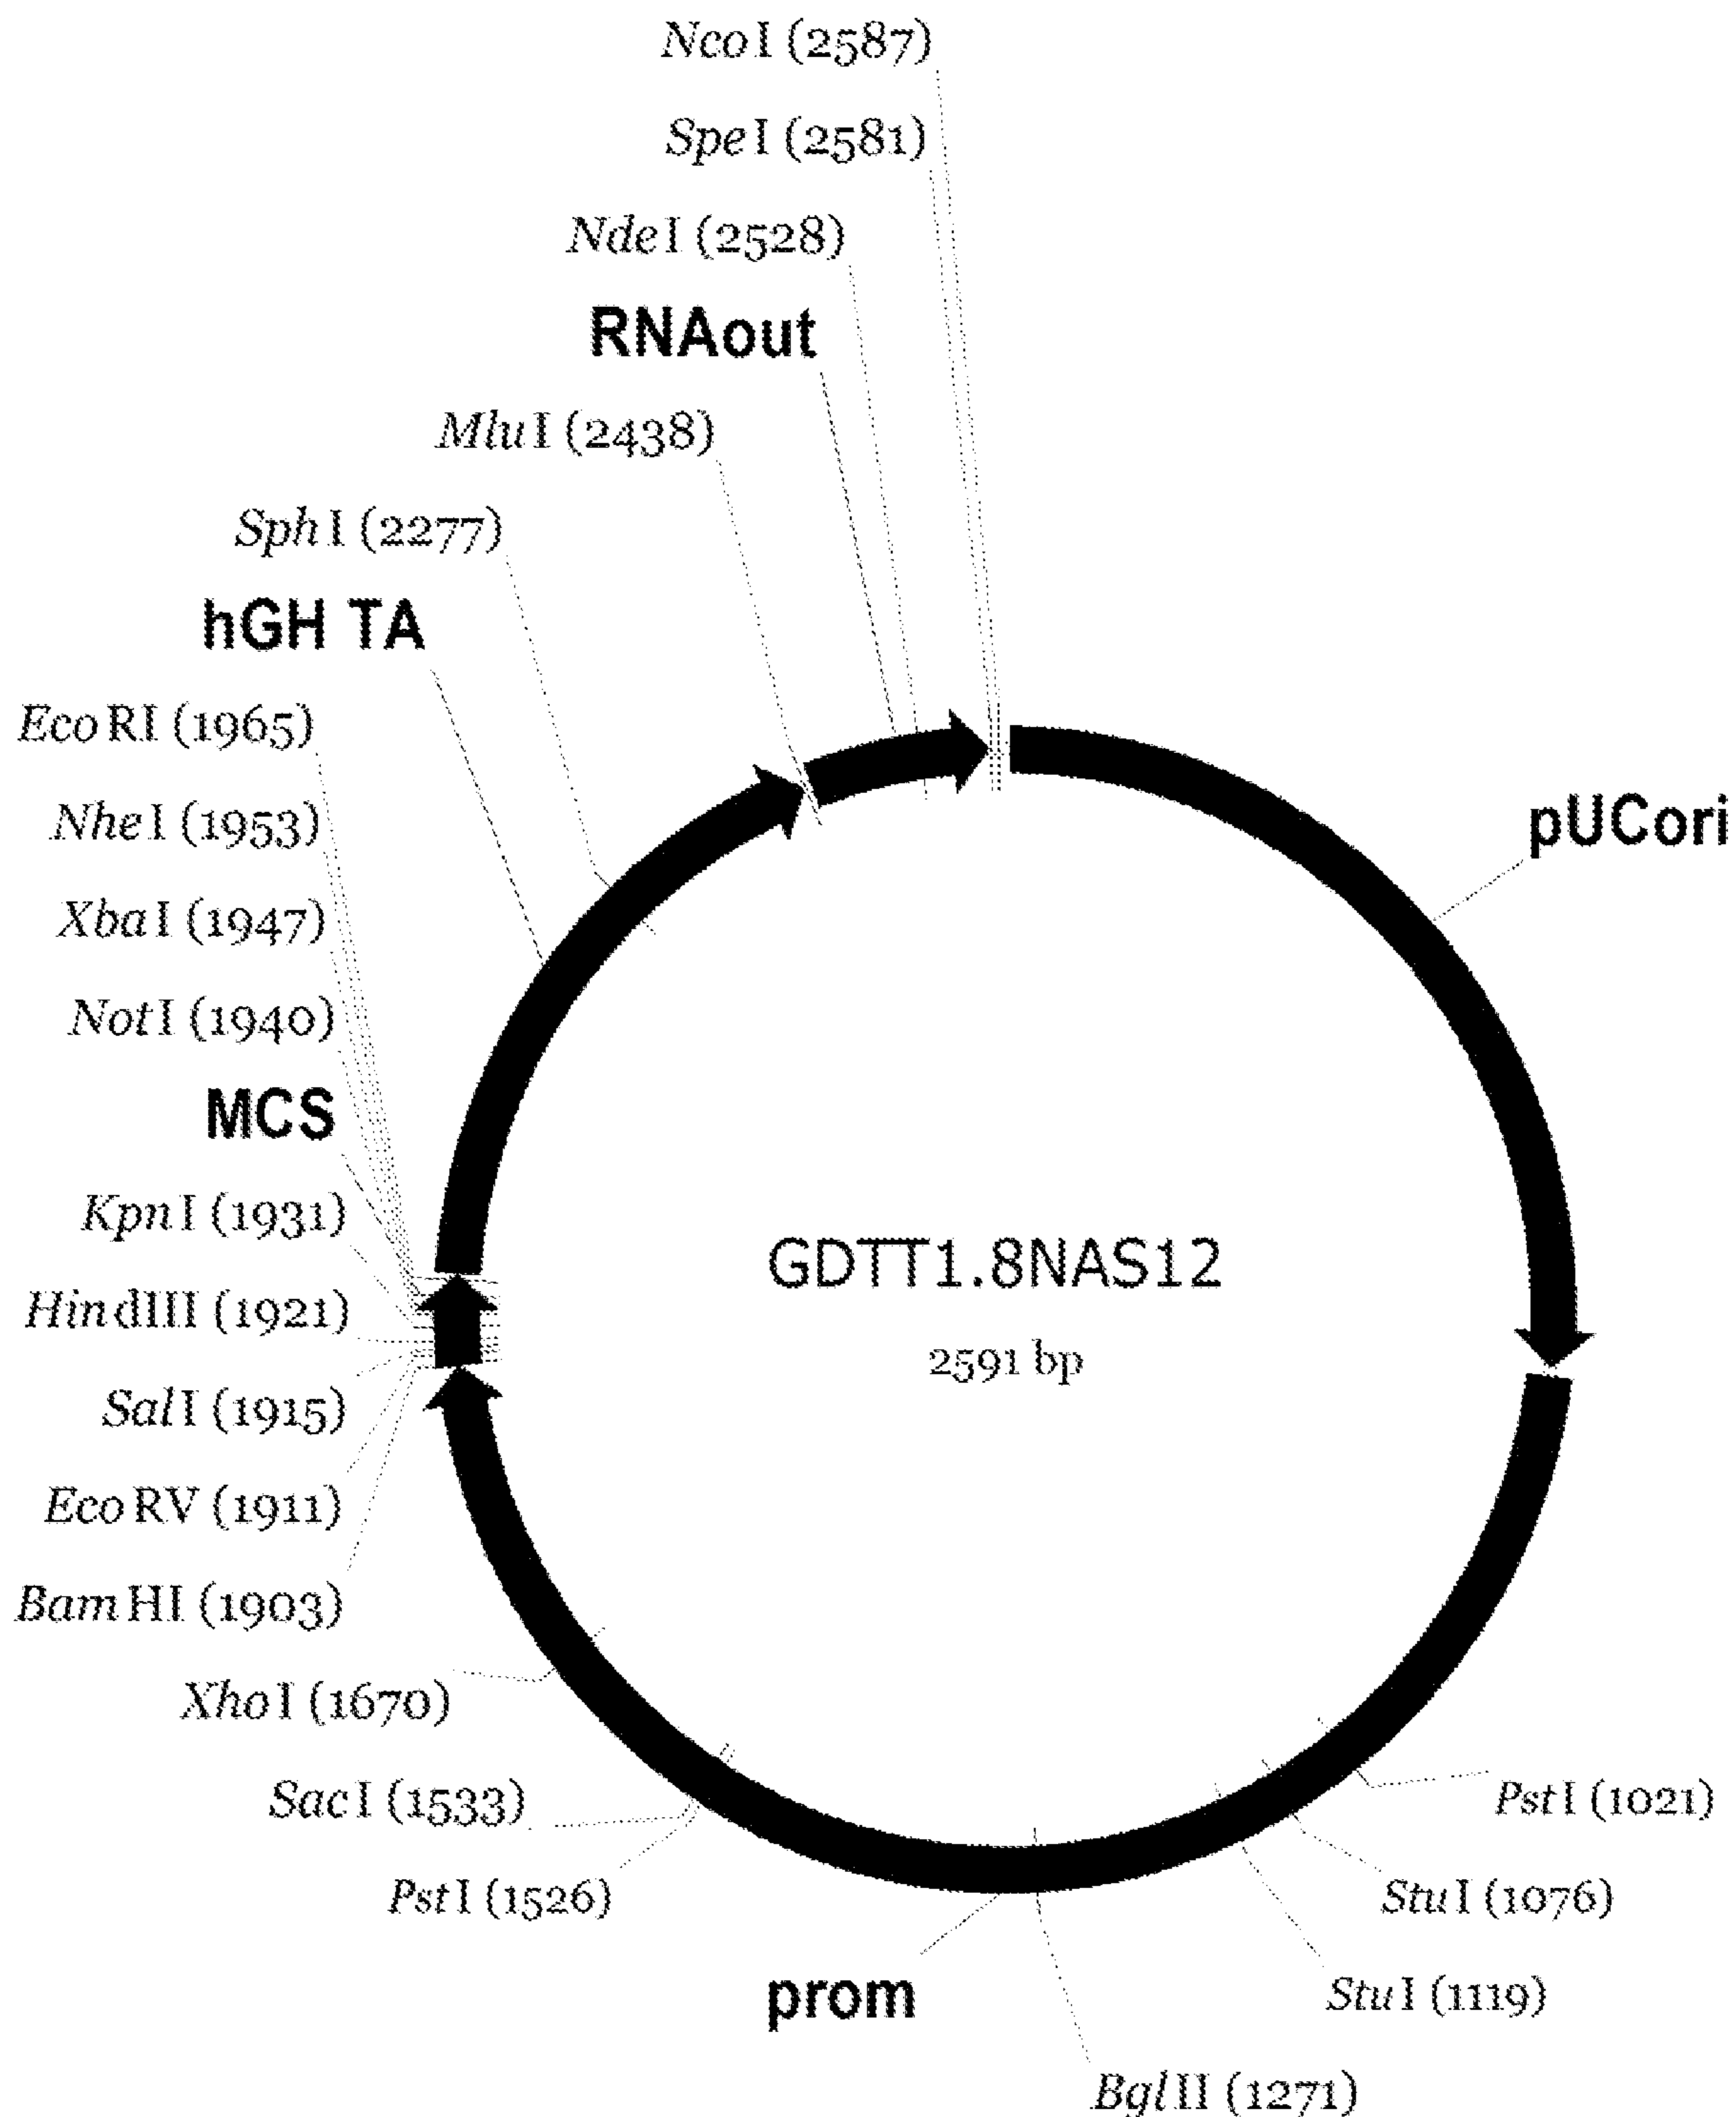 NcoI (2587)
SpeI (2581)
NdeI (2528)
RNAout
MluI (2438)
SphI (2277)
hGH TA
EcoRI (1965)
NheI (1953)
XbaI (1947)
NotI (1940)
MCS
KpnI (1931)
HindIII (1921)
SalI (1915)
EcoRV (1911)
BamHI (1903)
XhoI (1670)
SacI (1533)
PstI (1526)
prom
BglII (1271)
StuI (1119)
StuI (1076)
PstI (1021)
pUCori
GDTT1.8NAS12
2591 bp